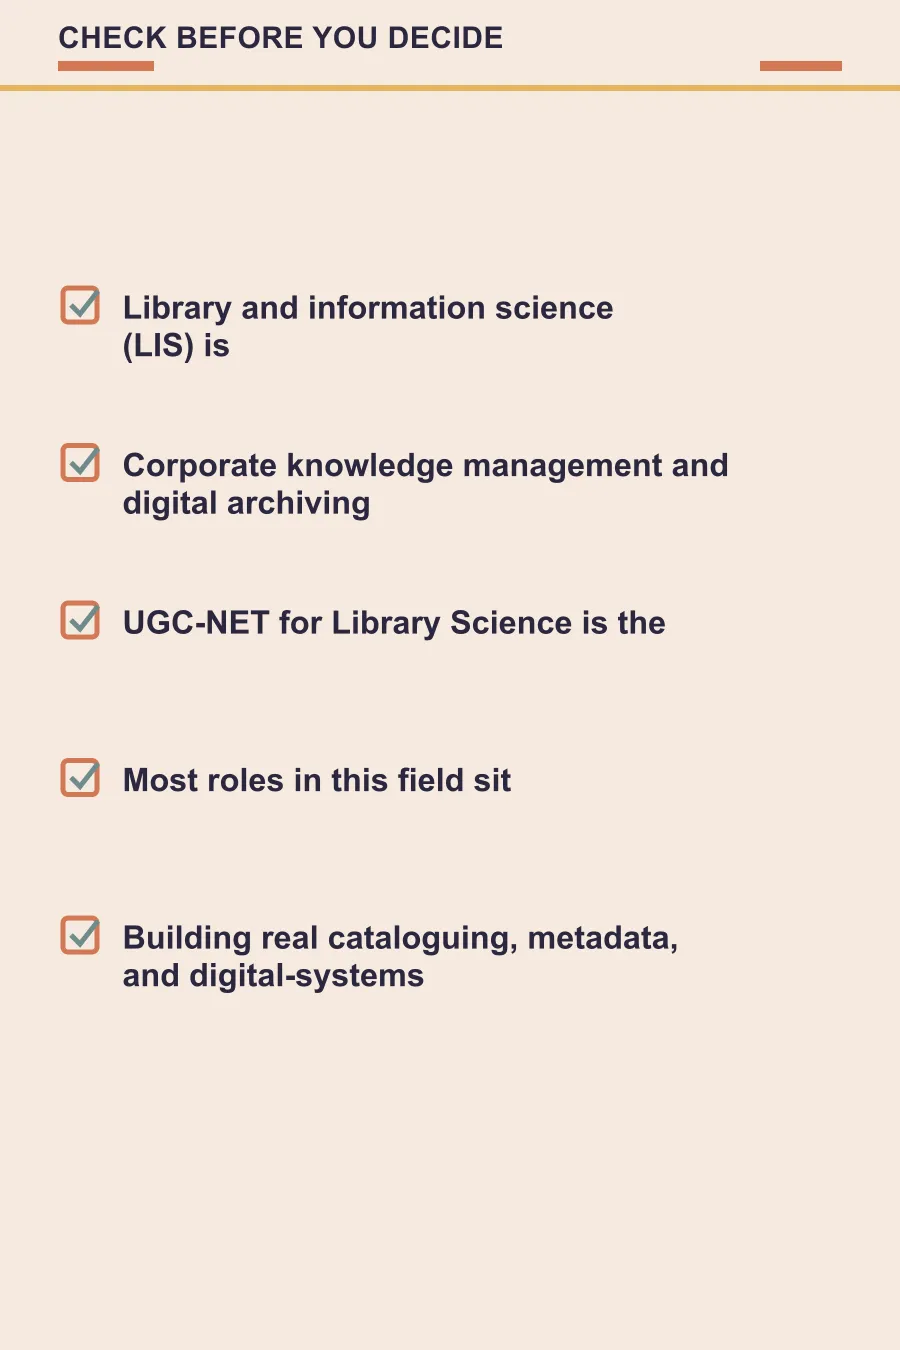 CHECK BEFORE YOU DECIDE
Library and information science
(LIS) is
Corporate knowledge management and
digital archiving
UGC-NET for Library Science is the
Most roles in this field sit
Building real cataloguing, metadata,
and digital-systems